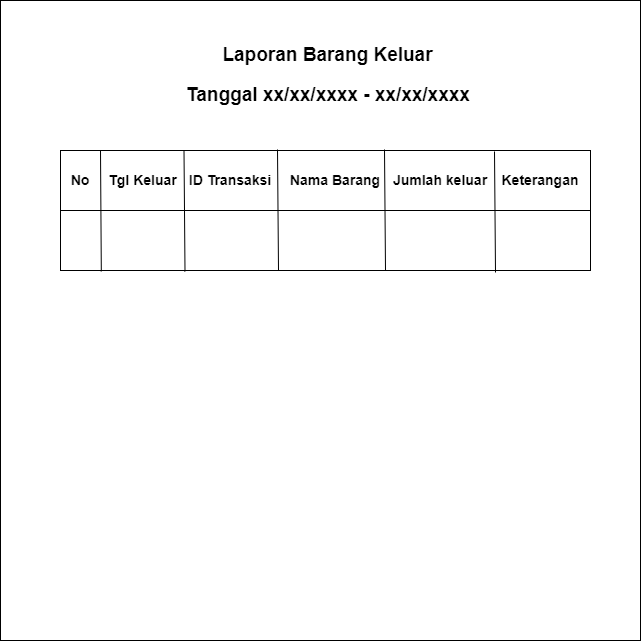 Laporan Barang Keluar
Tanggal xx/xx/xxxx - xx/xx/xxxx
No Tgl Keluar ID Transaksi Nama Barang Jumlah keluar Keterangan